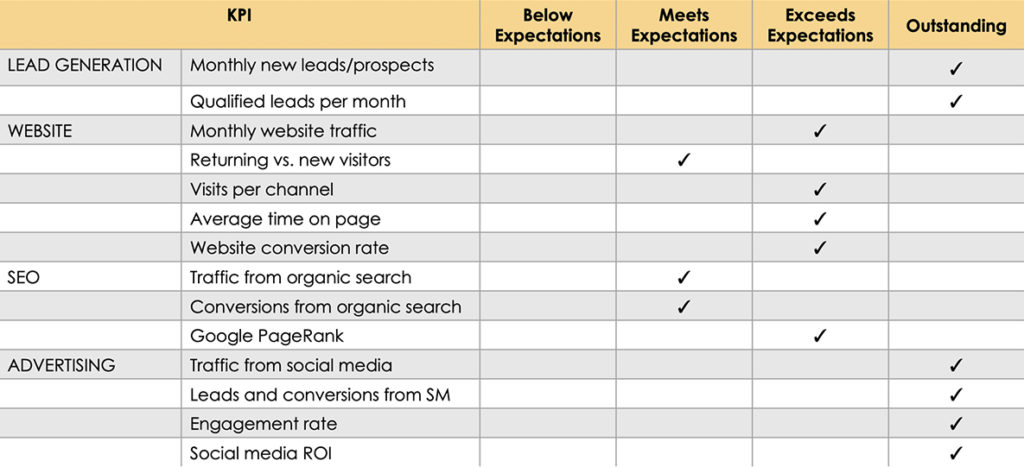 KPI Below Expectations Meets Expectations Exceeds Expectations Outstanding
LEAD GENERATION Monthly new leads/prospects ✓
Qualified leads per month ✓
WEBSITE Monthly website traffic ✓
Returning vs. new visitors ✓
Visits per channel ✓
Average time on page ✓
Website conversion rate ✓
SEO Traffic from organic search ✓
Conversions from organic search ✓
Google PageRank ✓
ADVERTISING Traffic from social media ✓
Leads and conversions from SM ✓
Engagement rate ✓
Social media ROI ✓